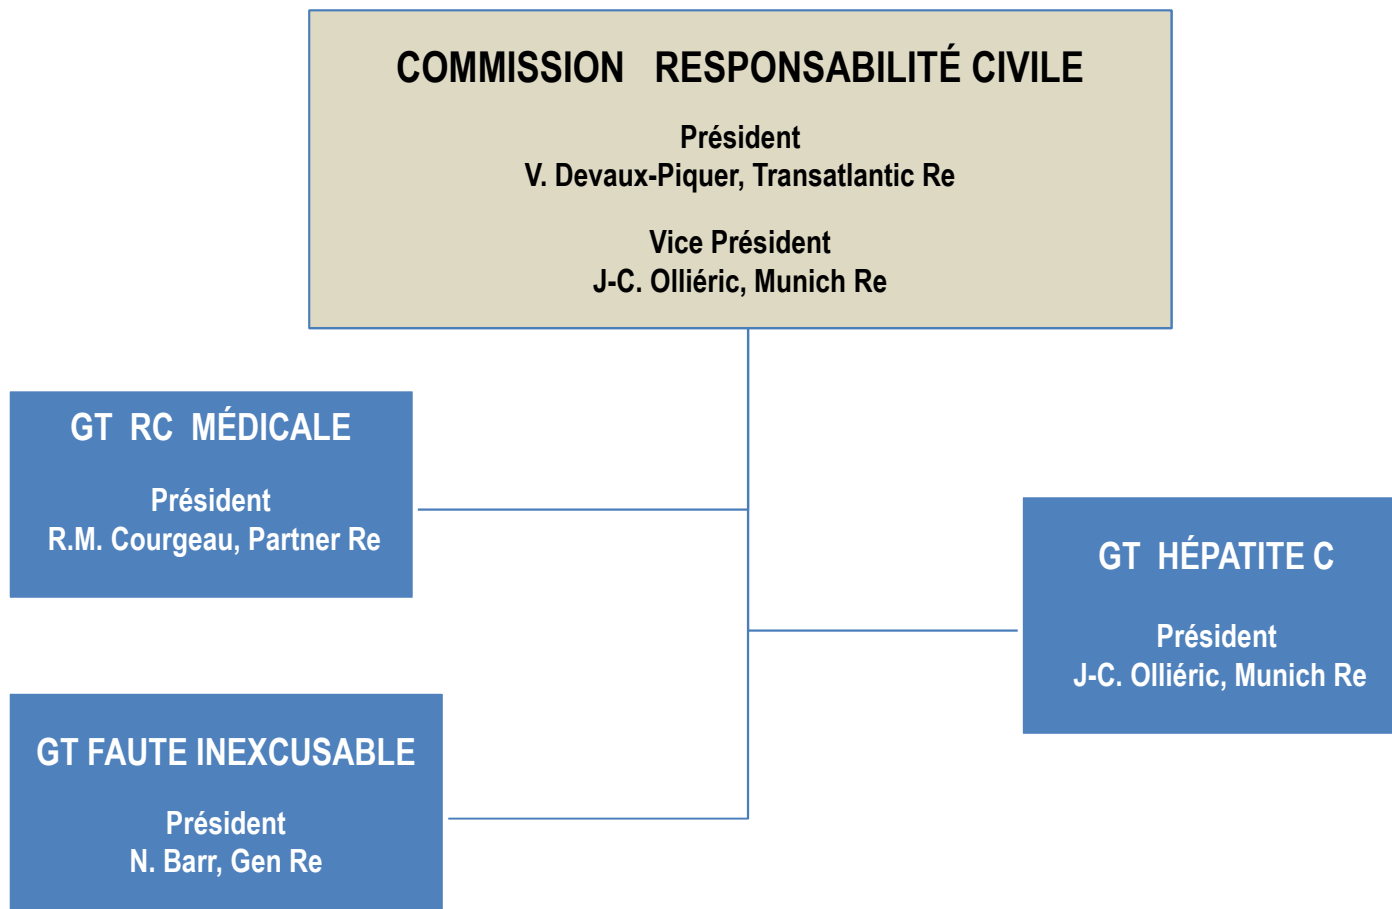 COMMISSION RESPONSABILITÉ CIVILE
Président
V. Devaux-Piquer, Transatlantic Re
Vice Président
J-C. Olliéric, Munich Re
GT RC MÉDICALE
Président
R.M. Courgeau, Partner Re
GT HÉPATITE C
Président
J-C. Olliéric, Munich Re
GT FAUTE INEXCUSABLE
Président
N. Barr, Gen Re